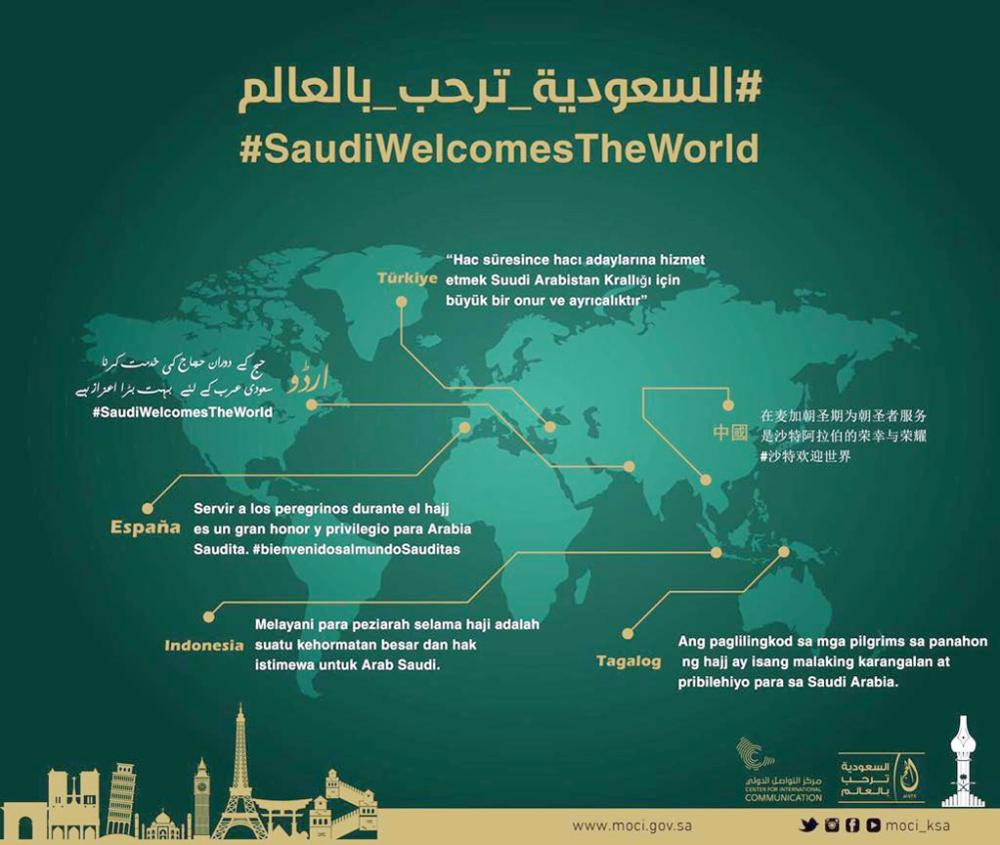 #السعودية_ترحب_بالعالم
#SaudiWelcomesTheWorld
Türkiye
“Hac süresince hacı adaylarına hizmet
etmek Suudi Arabistan Krallığı için
büyük bir onur ve ayrıcalıktır”
اردُو
حج کے دوران حجاج کی خدمت کرنا
سعودی عرب کے لئے بہت بڑا اعزاز ہے
#SaudiWelcomesTheWorld
中國
在麦加朝圣期为朝圣者服务
是沙特阿拉伯的荣幸与荣耀
#沙特欢迎世界
España
Servir a los peregrinos durante el hajj
es un gran honor y privilegio para Arabia
Saudita. #bienvenidosalmundoSauditas
Indonesia
Melayani para peziarah selama haji adalah
suatu kehormatan besar dan hak
istimewa untuk Arab Saudi.
Tagalog
Ang paglilingkod sa mga pilgrims sa panahon
ng hajj ay isang malaking karangalan at
pribilehiyo para sa Saudi Arabia.
مركز التواصل الدولي
CENTER FOR INTERNATIONAL
COMMUNICATION
السعودية
ترحب
بالعالم
www.moci.gov.sa
moci_ksa